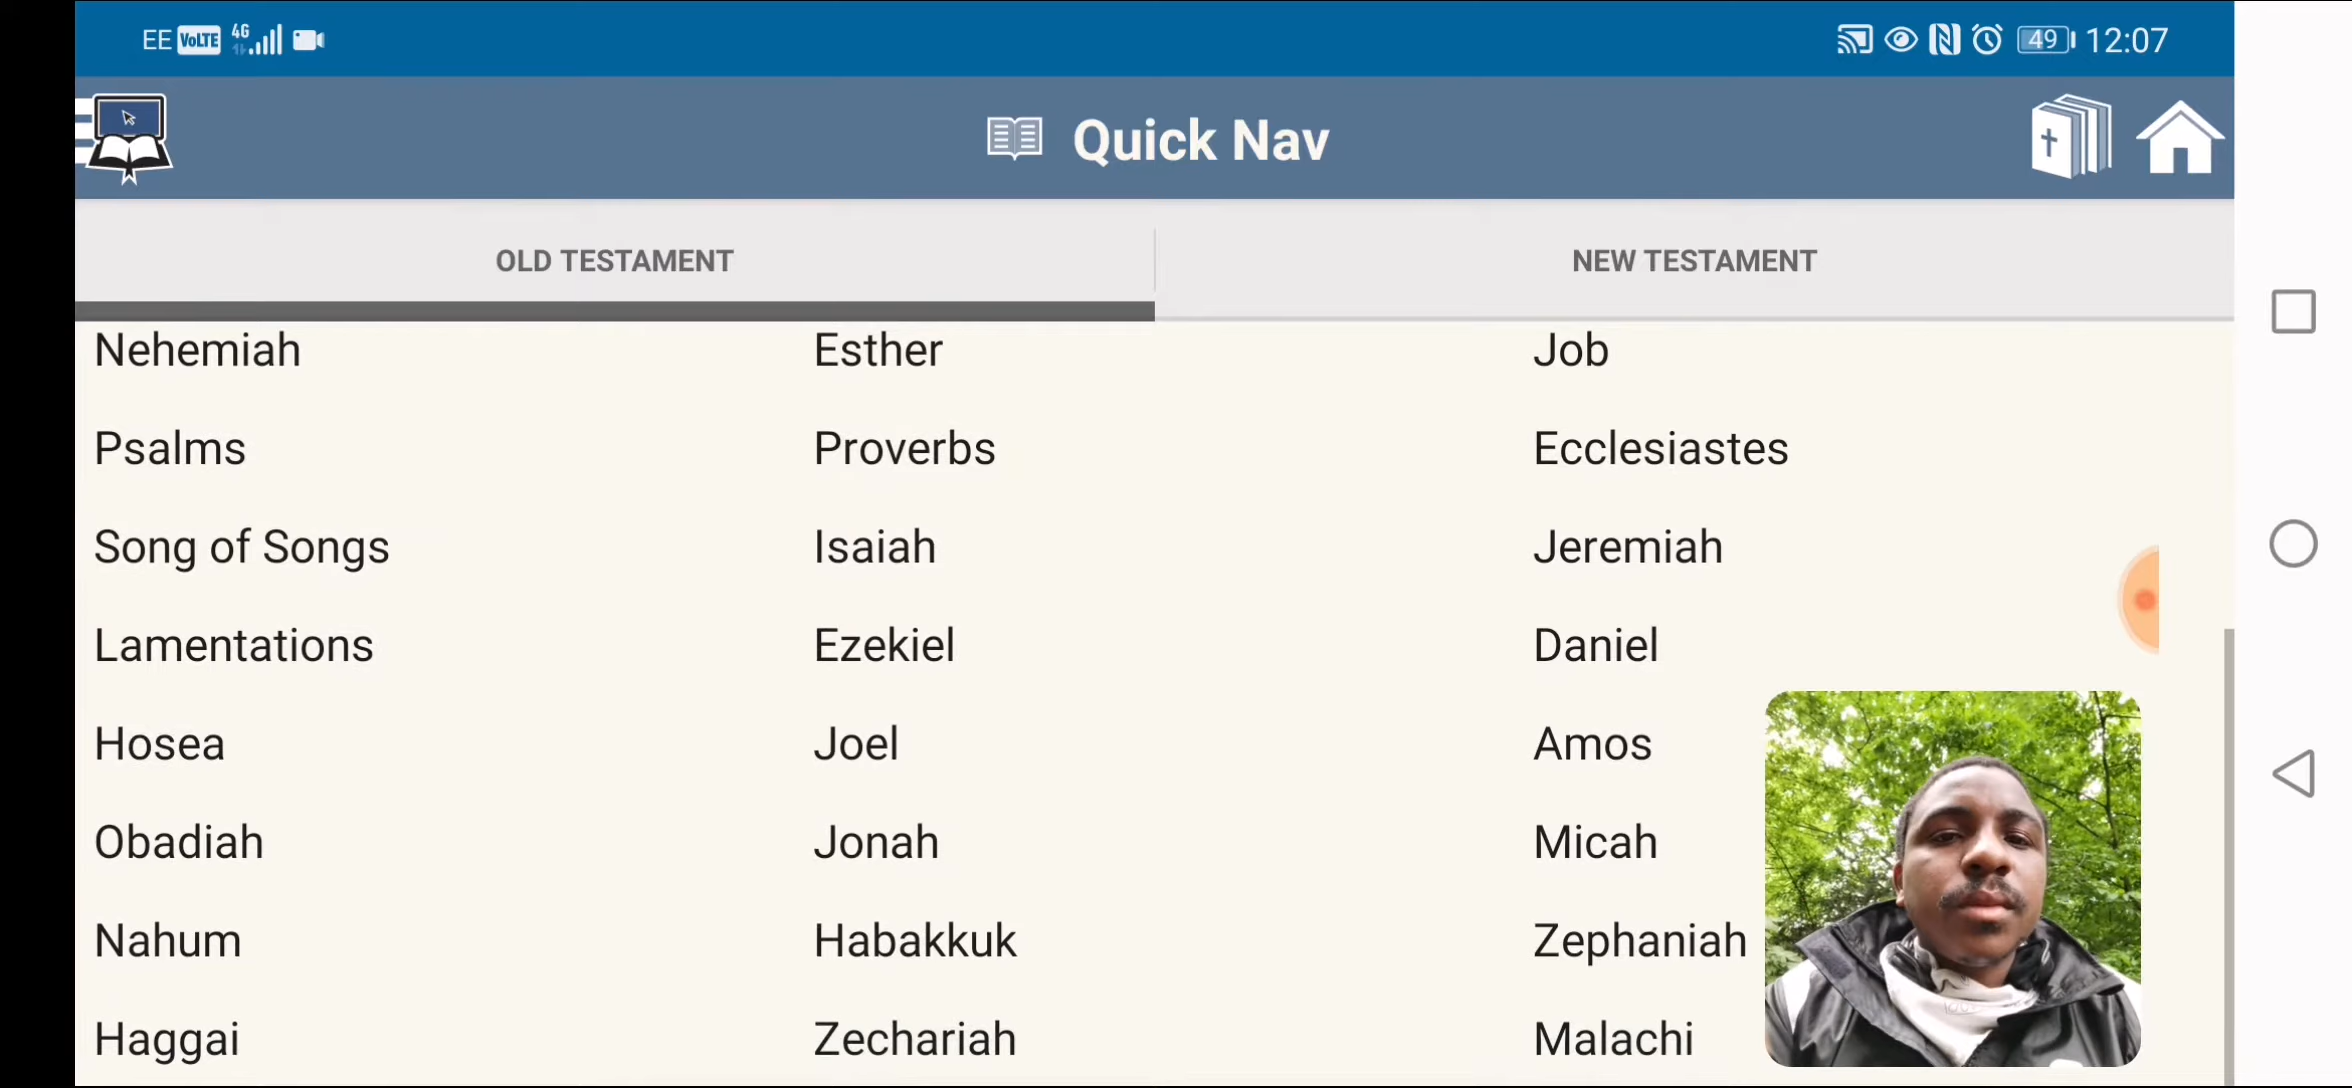 EE VoLTE 4G 49 12:07
Quick Nav
OLD TESTAMENT NEW TESTAMENT
Nehemiah Esther Job
Psalms Proverbs Ecclesiastes
Song of Songs Isaiah Jeremiah
Lamentations Ezekiel Daniel
Hosea Joel Amos
Obadiah Jonah Micah
Nahum Habakkuk Zephaniah
Haggai Zechariah Malachi